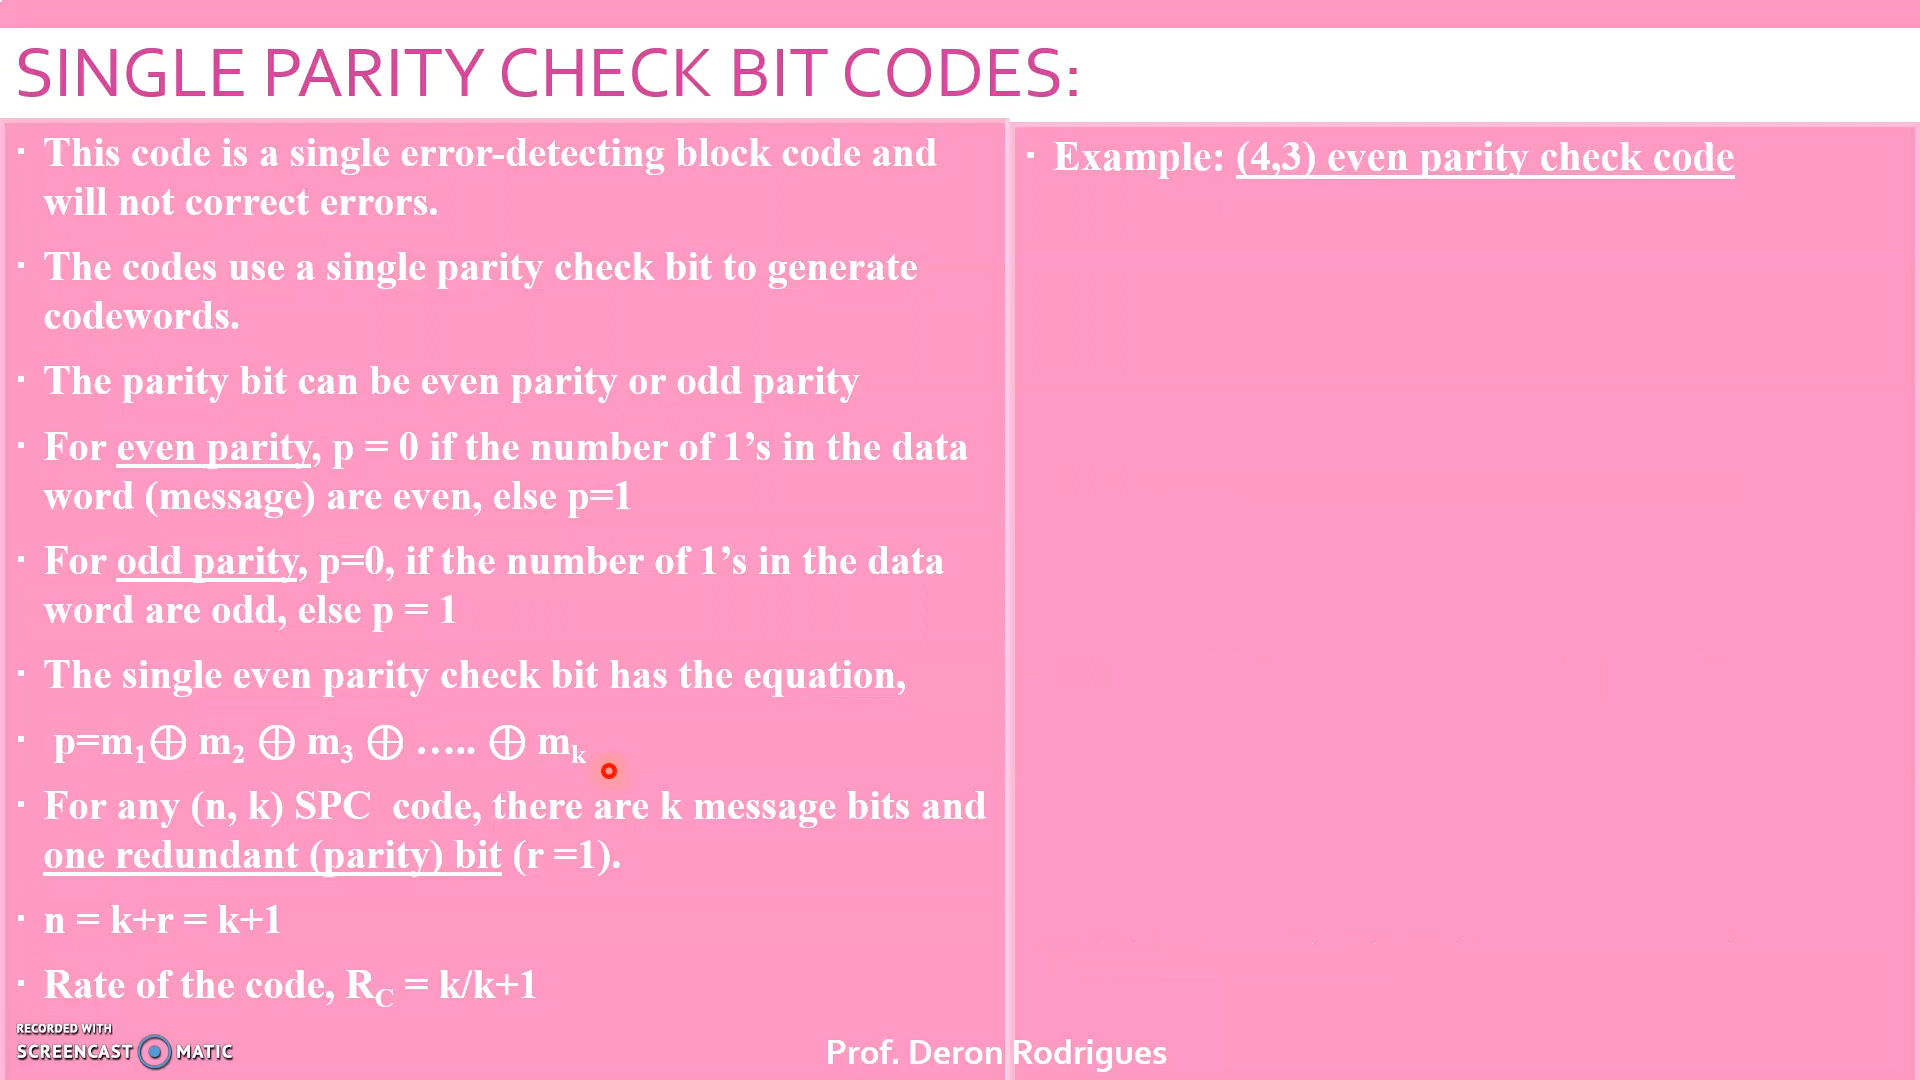 SINGLE PARITY CHECK BIT CODES:
▪ This code is a single error-detecting block code and
will not correct errors.
▪ The codes use a single parity check bit to generate
codewords.
▪ The parity bit can be even parity or odd parity
▪ For even parity, p = 0 if the number of 1’s in the data
word (message) are even, else p=1
▪ For odd parity, p=0, if the number of 1’s in the data
word are odd, else p = 1
▪ The single even parity check bit has the equation,
▪ p=m₁⊕ m₂ ⊕ m₃ ⊕ ….. ⊕ mₖ
▪ For any (n, k) SPC code, there are k message bits and
one redundant (parity) bit (r =1).
▪ n = k+r = k+1
▪ Rate of the code, R_C = k/k+1
▪ Example: (4,3) even parity check code
RECORDED WITH
SCREENCAST MATIC
Prof. Deron Rodrigues